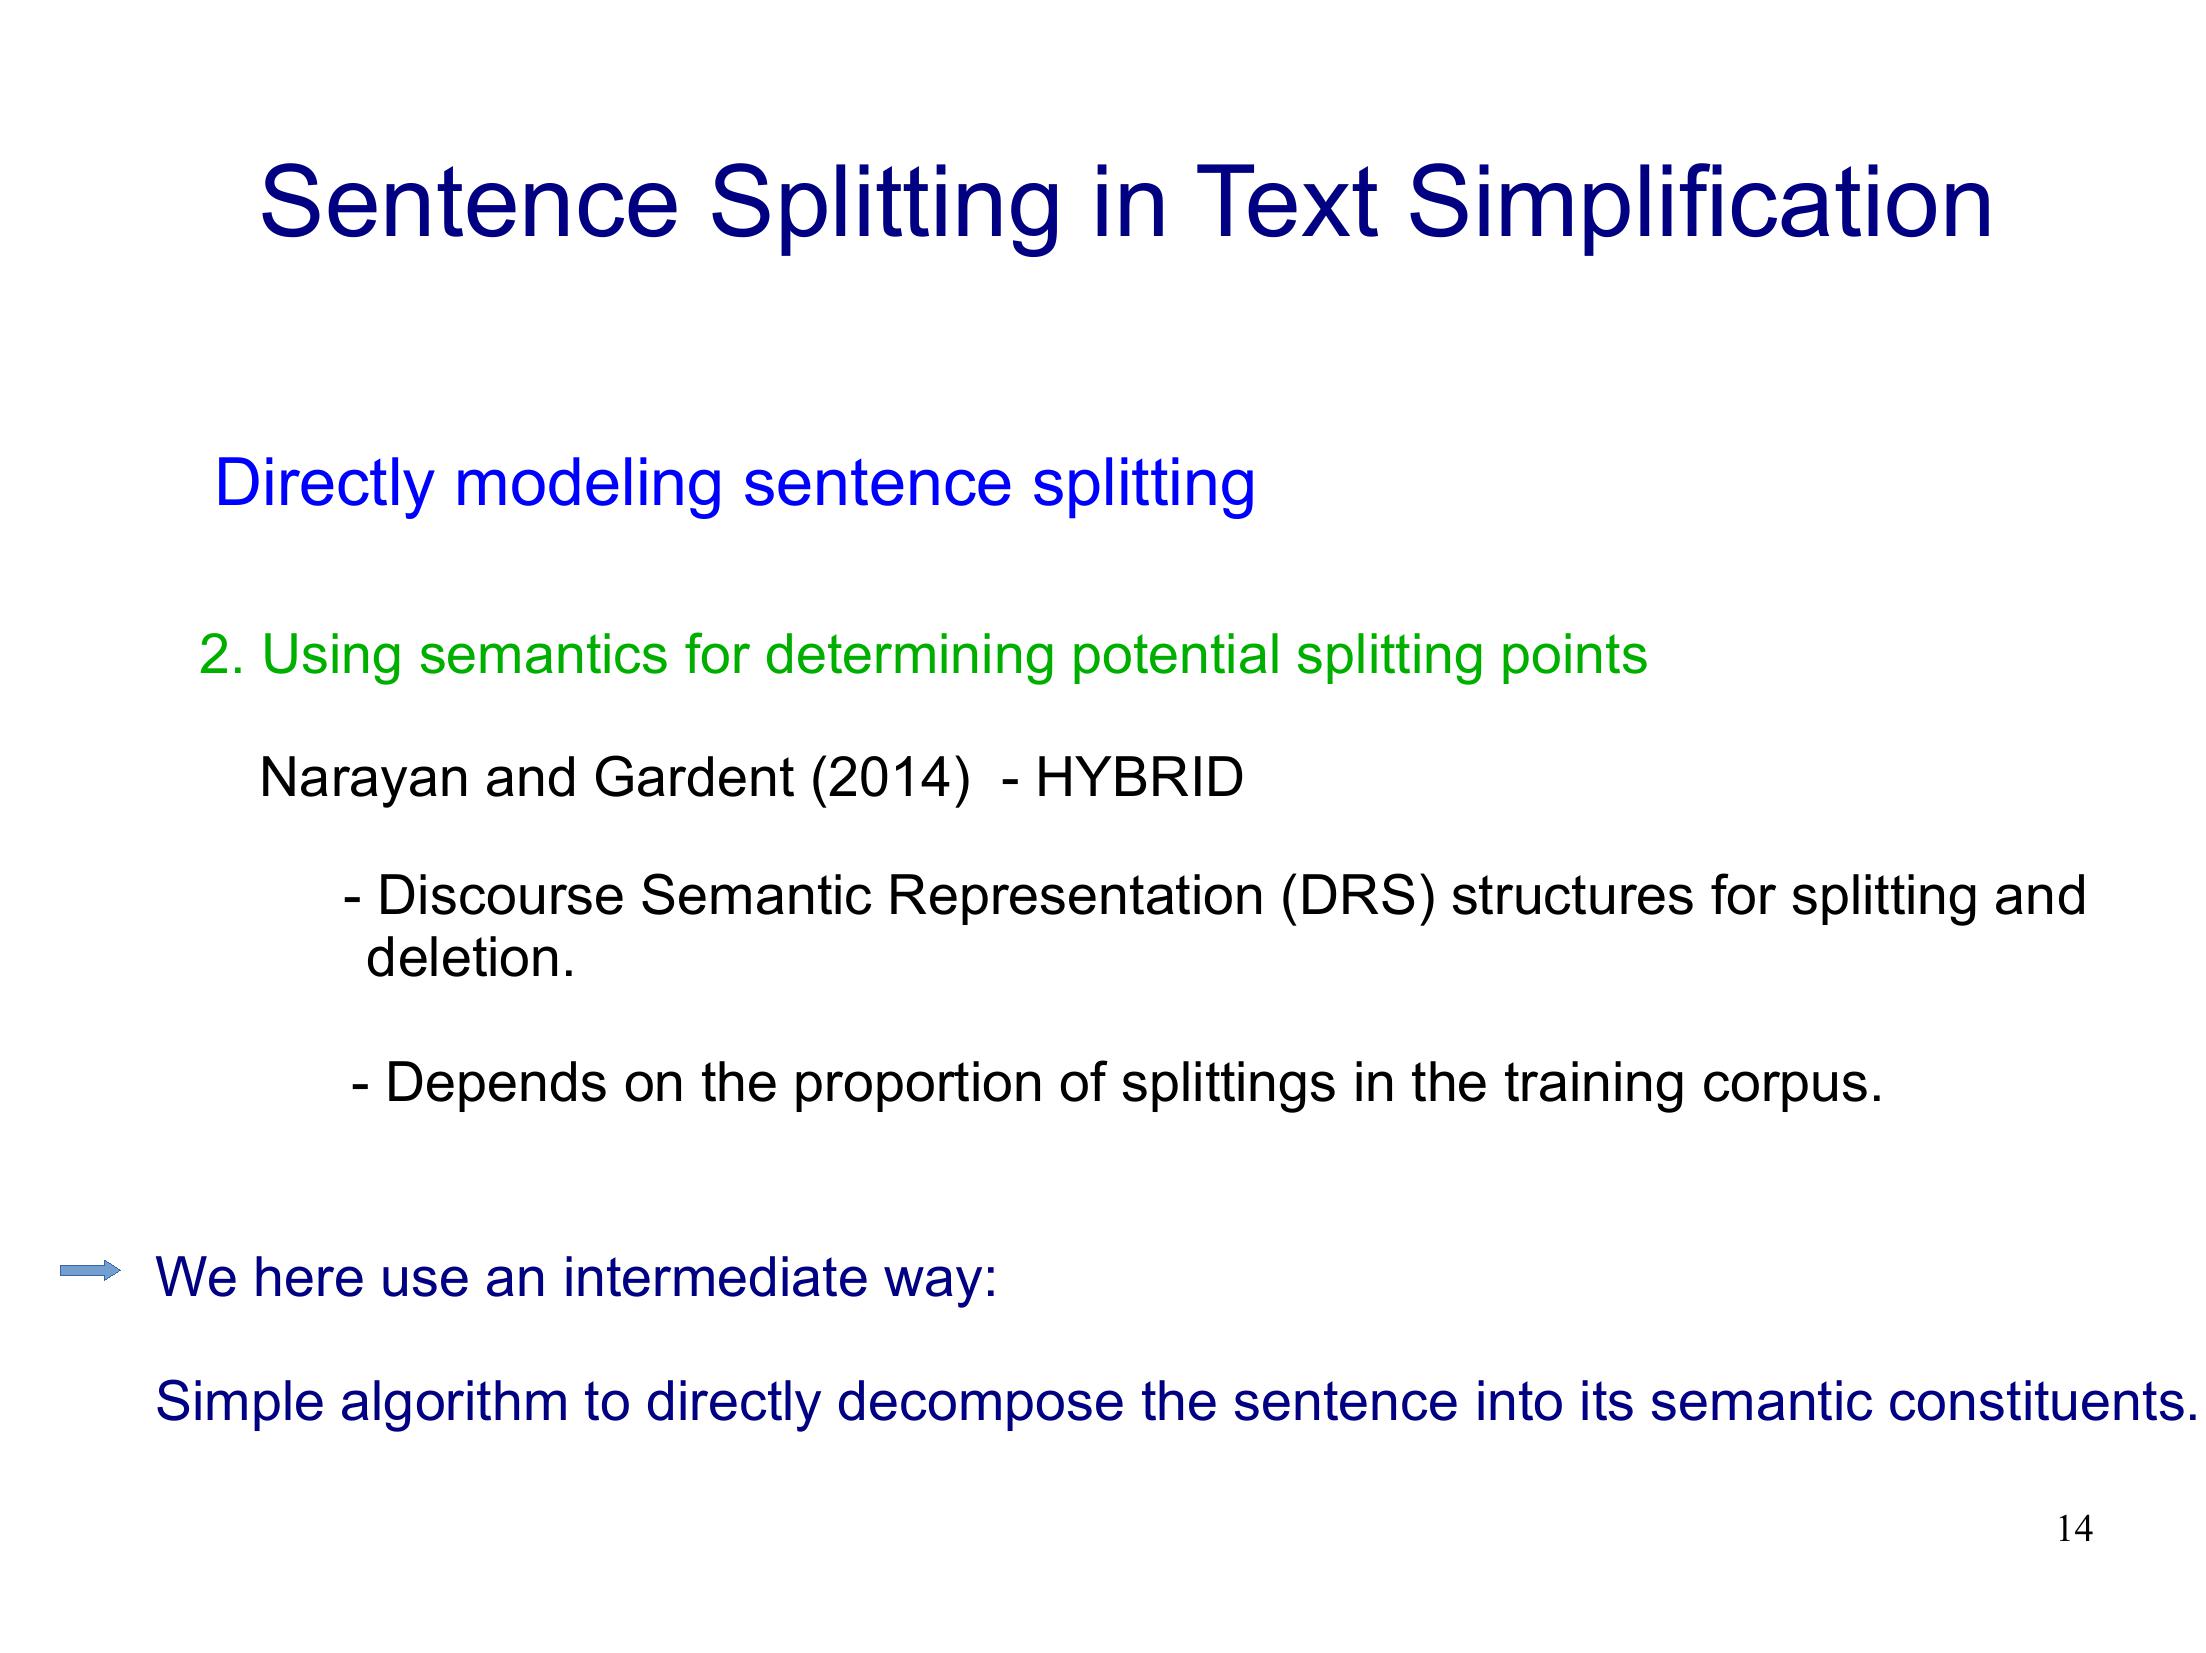 Sentence Splitting in Text Simplification
Directly modeling sentence splitting
2. Using semantics for determining potential splitting points
Narayan and Gardent (2014)  - HYBRID
- Discourse Semantic Representation (DRS) structures for splitting and
deletion.
- Depends on the proportion of splittings in the training corpus.
We here use an intermediate way:
Simple algorithm to directly decompose the sentence into its semantic constituents.
14